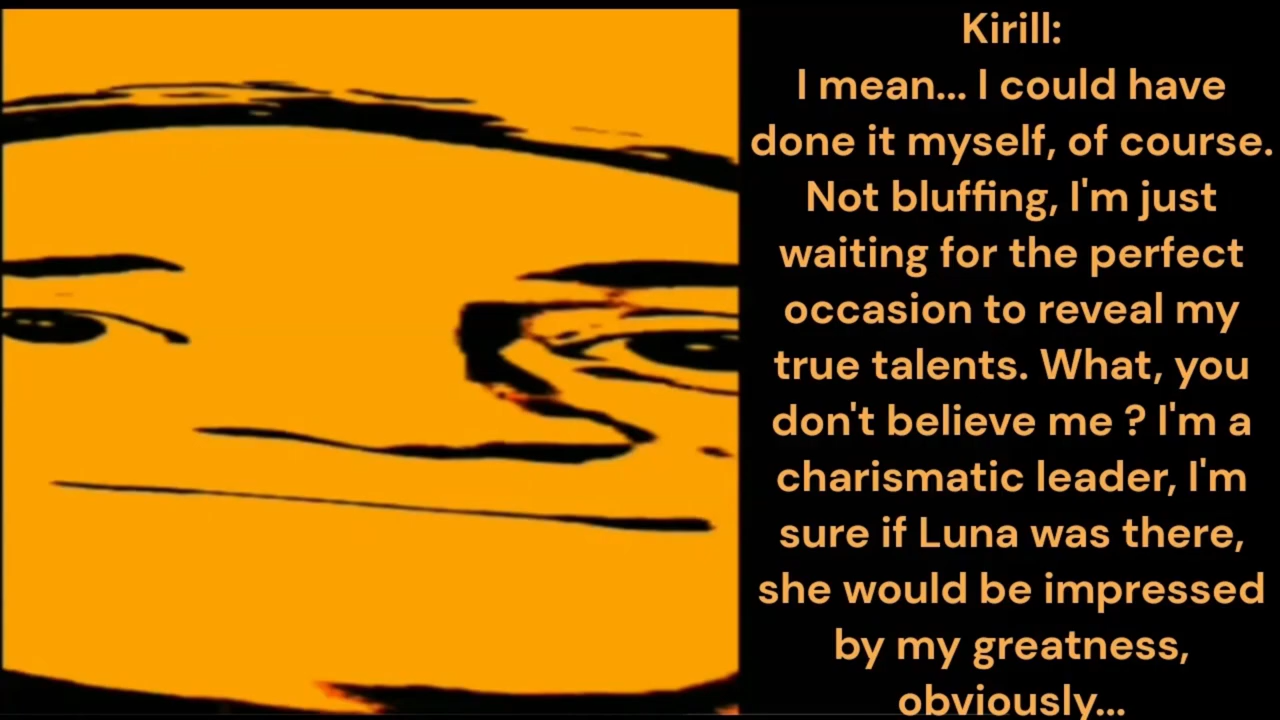 Kirill:
I mean... I could have
done it myself, of course.
Not bluffing, I'm just
waiting for the perfect
occasion to reveal my
true talents. What, you
don't believe me ? I'm a
charismatic leader, I'm
sure if Luna was there,
she would be impressed
by my greatness,
obviously...